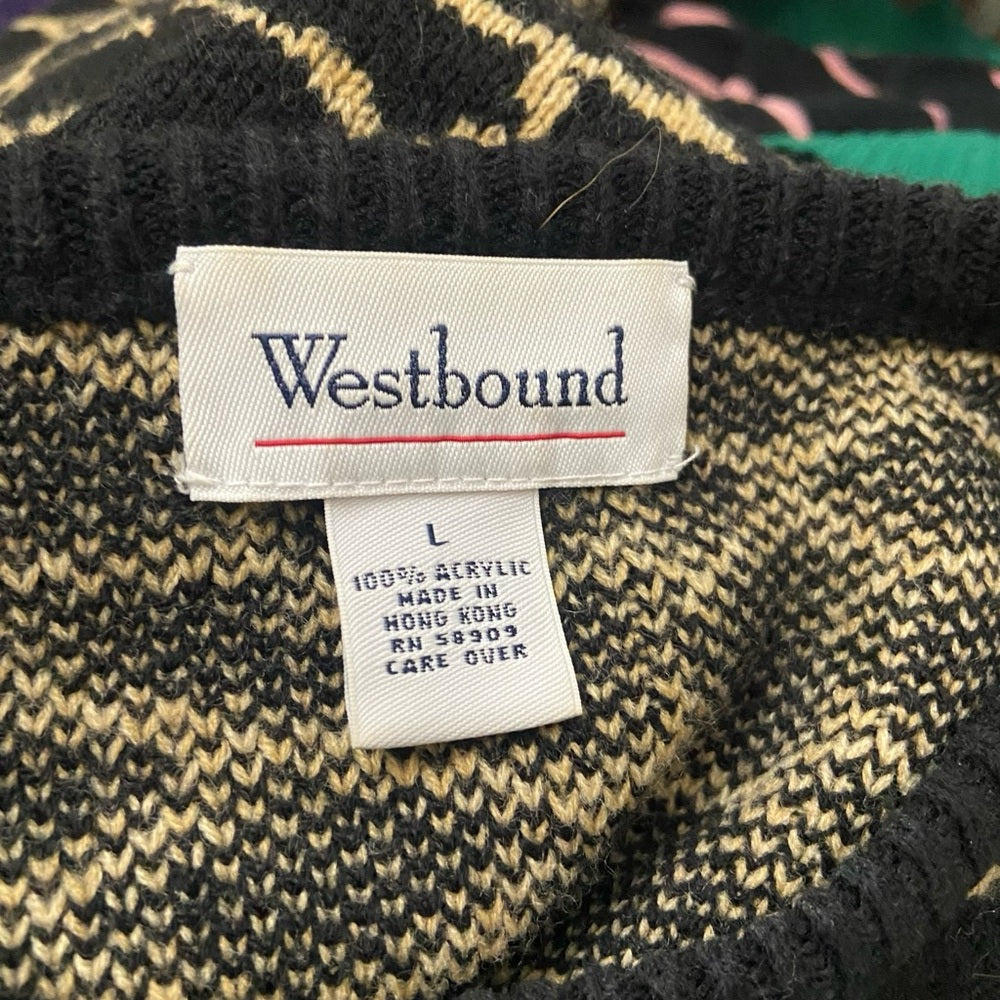 Westbound
L
100% ACRYLIC
MADE IN
HONG KONG
RN 58909
CARE OVER